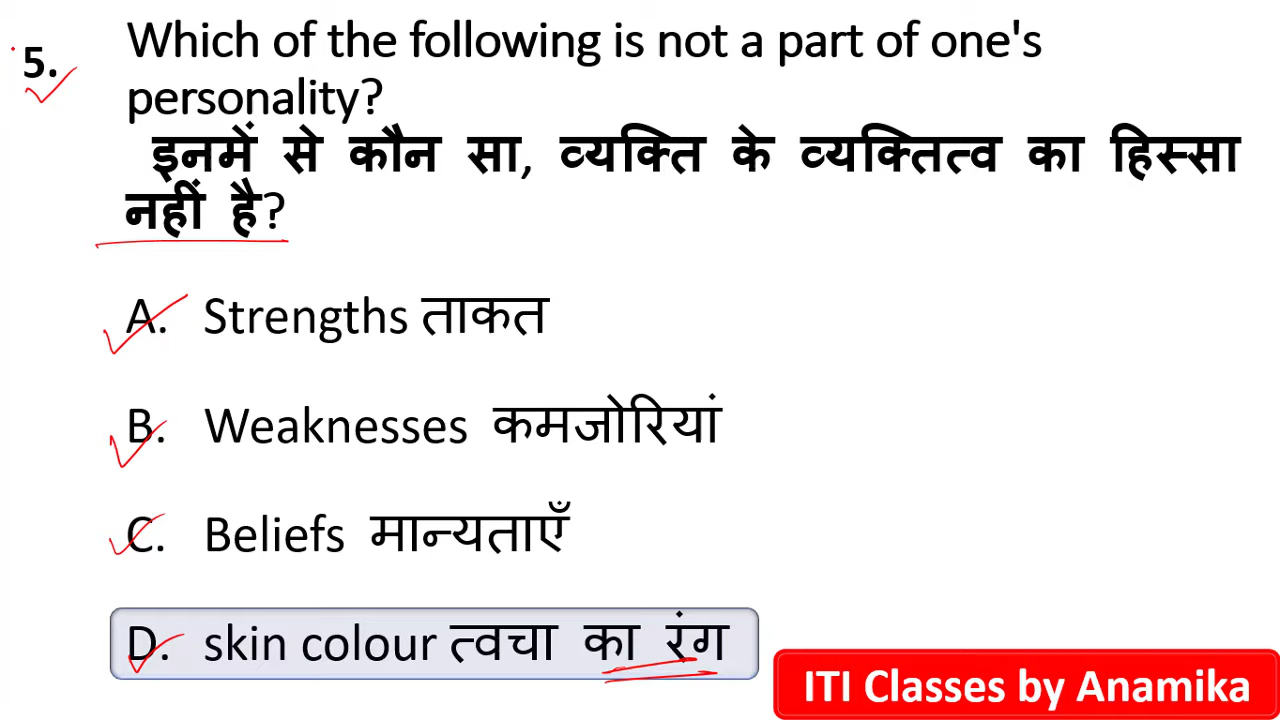 5. Which of the following is not a part of one's
personality?
इनमें से कौन सा, व्यक्ति के व्यक्तित्व का हिस्सा
नहीं है?
A. Strengths ताकत
B. Weaknesses कमजोरियां
C. Beliefs मान्यताएँ
D. skin colour त्वचा का रंग
ITI Classes by Anamika